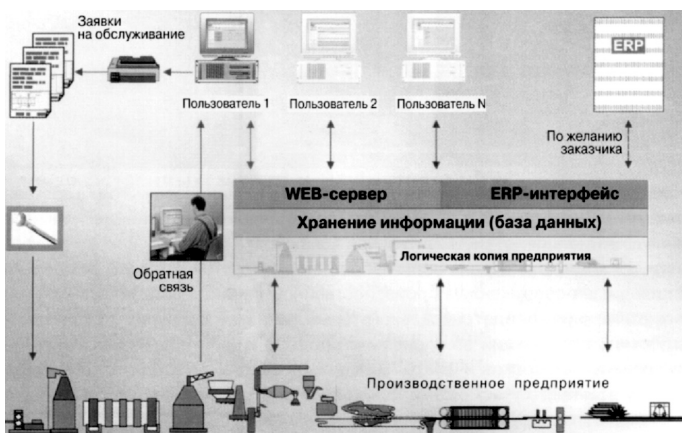 Заявки
на обслуживание
ERP
Пользователь 1
Пользователь 2
Пользователь N
По желанию
заказчика
WEB-сервер
ERP-интерфейс
Хранение информации (база данных)
Логическая копия предприятия
Обратная
связь
Производственное предприятие